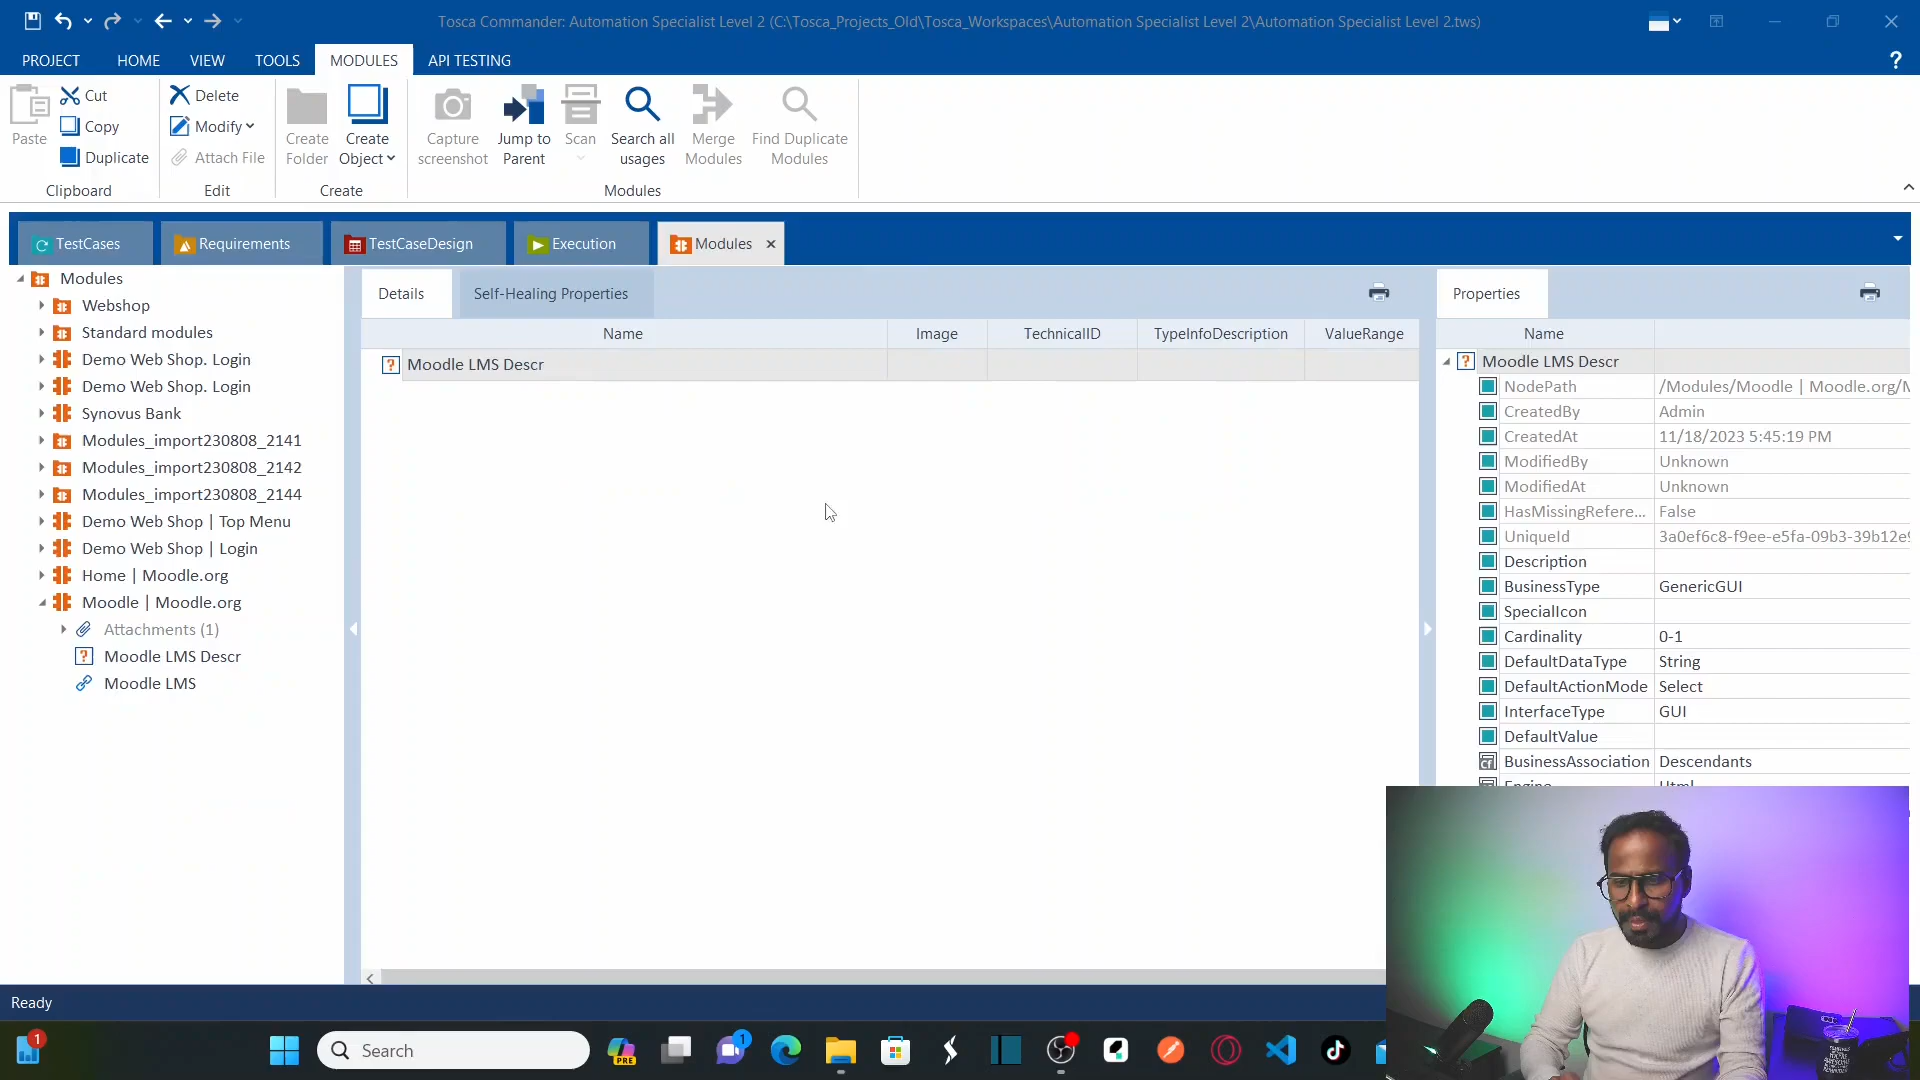 Tosca Commander: Automation Specialist Level 2 (C:\Tosca_Projects_Old\Tosca_Workspaces\Automation Specialist Level 2\Automation Specialist Level 2.tws)
PROJECT HOME VIEW TOOLS MODULES API TESTING ?
Paste Cut Copy Duplicate Clipboard
Delete Modify Attach File Edit
Create Folder Create Object Create
Capture screenshot Jump to Parent Scan Search all usages Merge Modules Find Duplicate Modules Modules
TestCases Requirements TestCaseDesign Execution Modules
Modules
Webshop
Standard modules
Demo Web Shop. Login
Demo Web Shop. Login
Synovus Bank
Modules_import230808_2141
Modules_import230808_2142
Modules_import230808_2144
Demo Web Shop | Top Menu
Demo Web Shop | Login
Home | Moodle.org
Moodle | Moodle.org
Attachments (1)
Moodle LMS Descr
Moodle LMS
Details Self-Healing Properties
Name Image TechnicalID TypeInfoDescription ValueRange
Moodle LMS Descr
Properties
Name
Moodle LMS Descr
NodePath /Modules/Moodle | Moodle.org/M
CreatedBy Admin
CreatedAt 11/18/2023 5:45:19 PM
ModifiedBy Unknown
ModifiedAt Unknown
HasMissingRefere... False
UniqueId 3a0ef6c8-f9ee-e5fa-09b3-39b12e9
Description
BusinessType GenericGUI
SpecialIcon
Cardinality 0-1
DefaultDataType String
DefaultActionMode Select
InterfaceType GUI
DefaultValue
BusinessAssociation Descendants
Engine Html
Ready
1 Search PRE 1